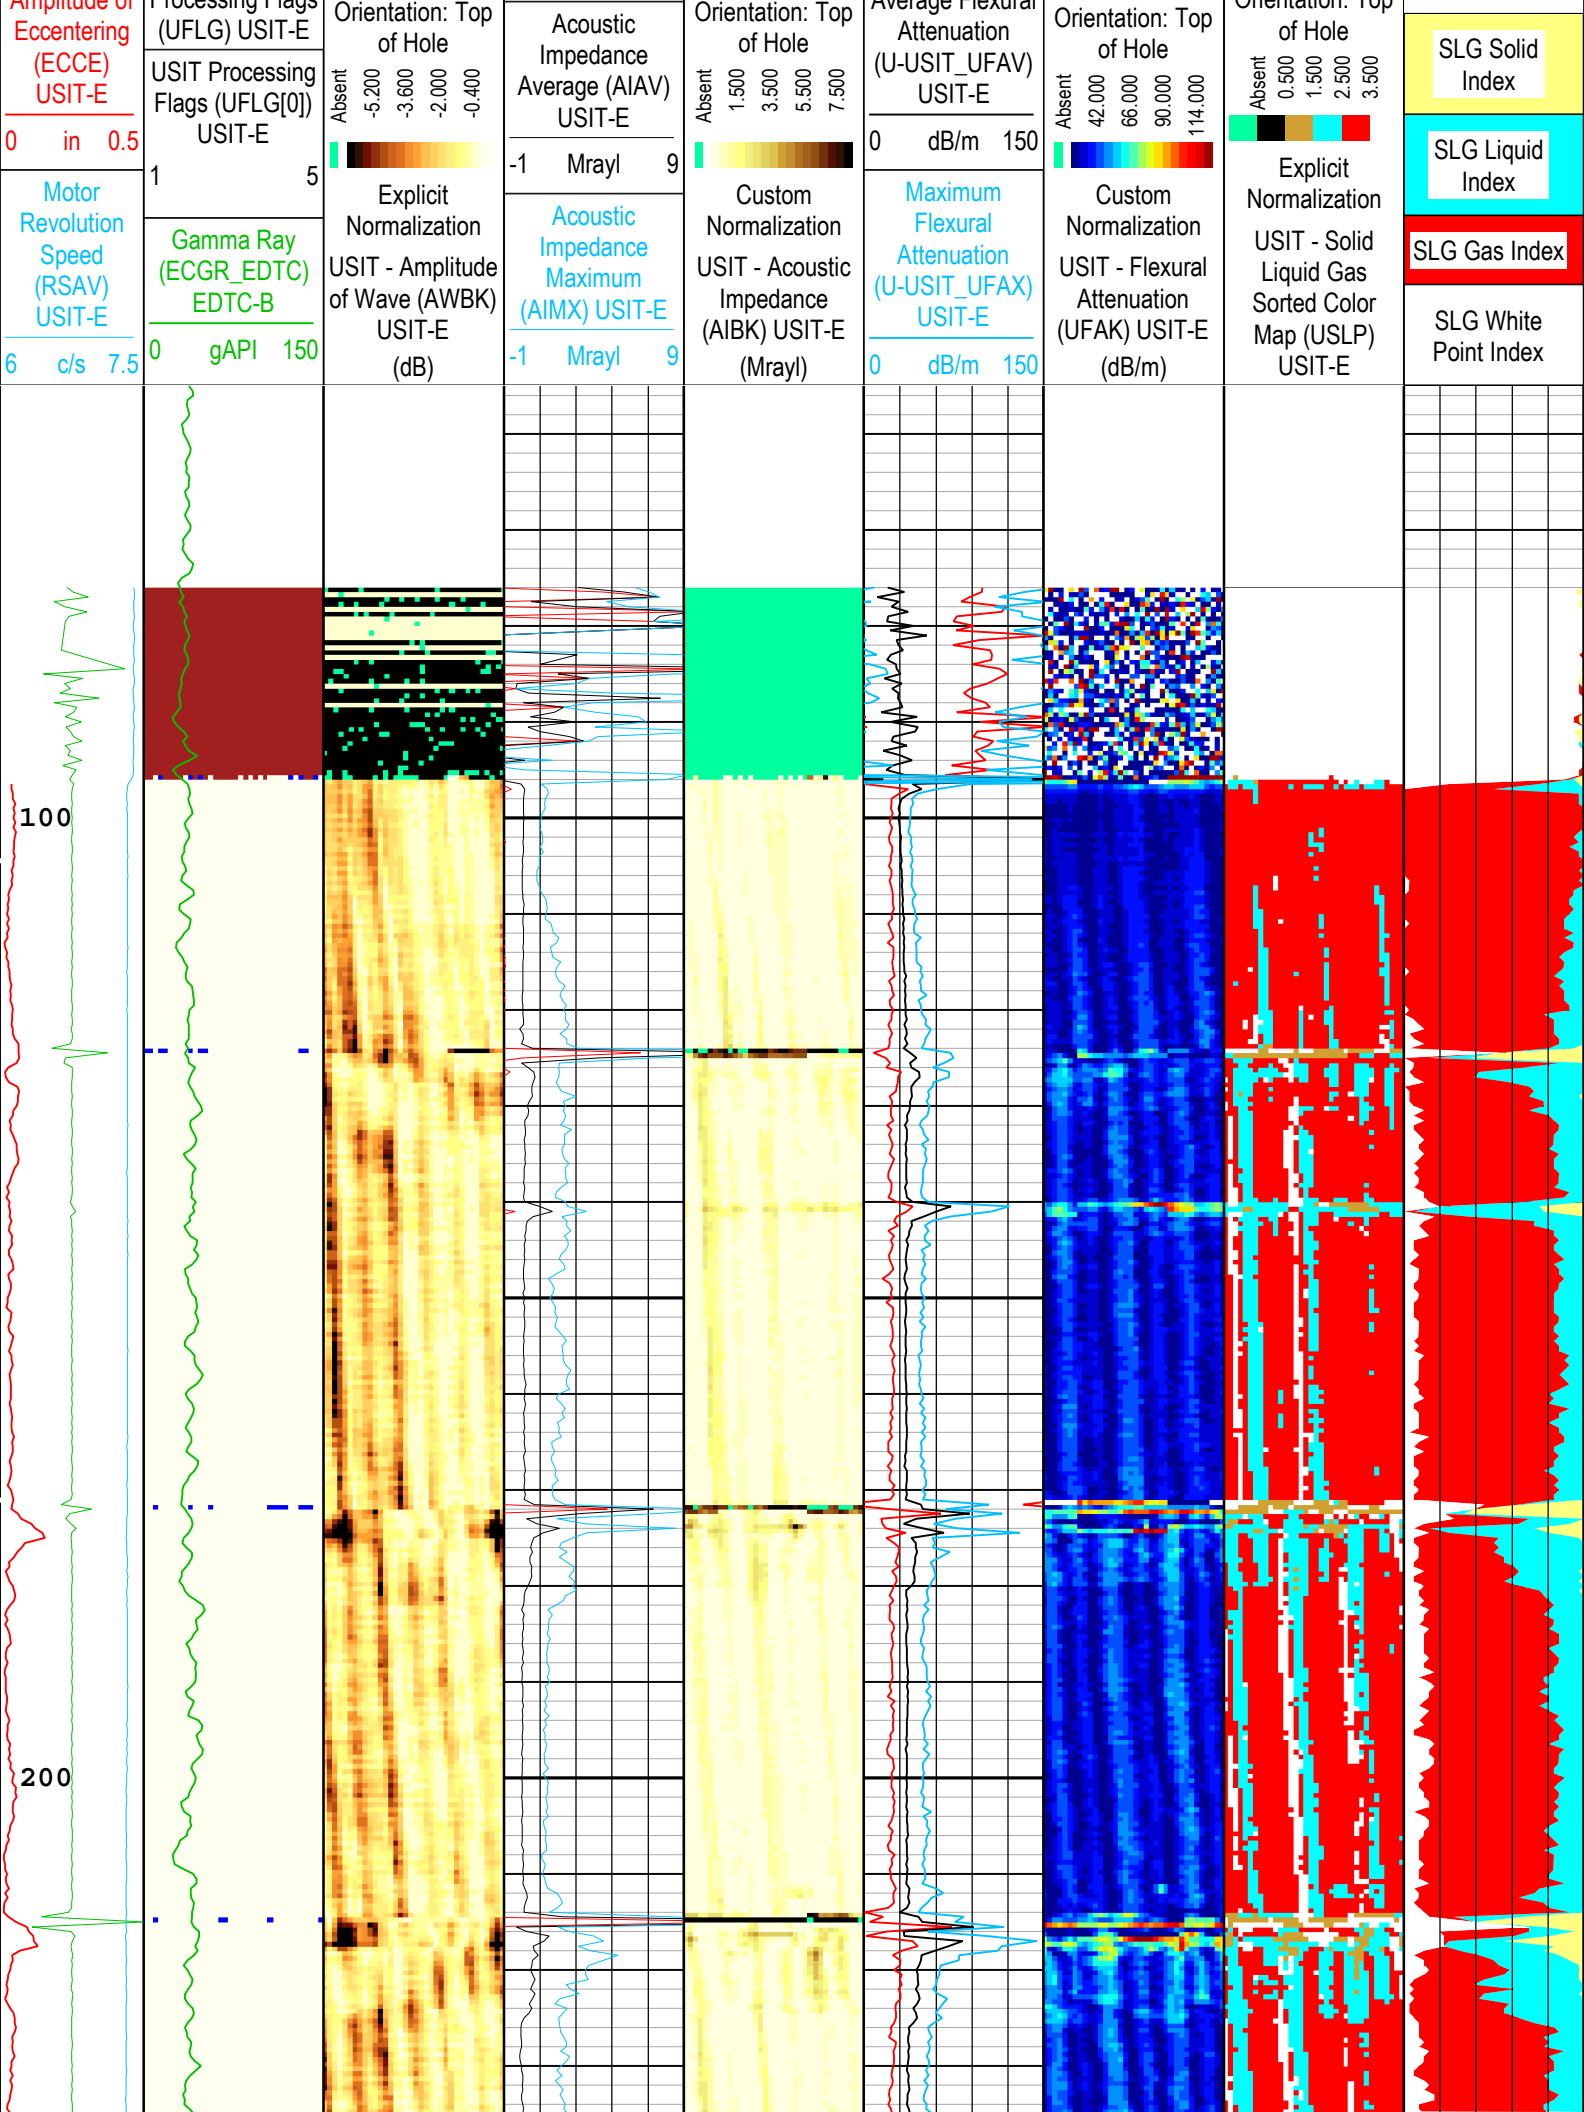 Amplitude of
Eccentering
(ECCE)
USIT-E
0 in 0.5
Motor
Revolution
Speed
(RSAV)
USIT-E
6 c/s 7.5
Processing Flags
(UFLG) USIT-E
USIT Processing
Flags (UFLG[0])
USIT-E
1 5
Gamma Ray
(ECGR_EDTC)
EDTC-B
0 gAPI 150
Orientation: Top
of Hole
Absent -5.200 -3.600 -2.000 -0.400
Explicit
Normalization
USIT - Amplitude
of Wave (AWBK)
USIT-E
(dB)
Acoustic
Impedance
Average (AIAV)
USIT-E
-1 Mrayl 9
Acoustic
Impedance
Maximum
(AIMX) USIT-E
-1 Mrayl 9
Orientation: Top
of Hole
Absent 1.500 3.500 5.500 7.500
Custom
Normalization
USIT - Acoustic
Impedance
(AIBK) USIT-E
(Mrayl)
Average Flexural
Attenuation
(U-USIT_UFAV)
USIT-E
0 dB/m 150
Maximum
Flexural
Attenuation
(U-USIT_UFAX)
USIT-E
0 dB/m 150
Orientation: Top
of Hole
Absent 42.000 66.000 90.000 114.000
Custom
Normalization
USIT - Flexural
Attenuation
(UFAK) USIT-E
(dB/m)
Orientation: Top
of Hole
Absent 0.500 1.500 2.500 3.500
Explicit
Normalization
USIT - Solid
Liquid Gas
Sorted Color
Map (USLP)
USIT-E
SLG Solid
Index
SLG Liquid
Index
SLG Gas Index
SLG White
Point Index
100
200